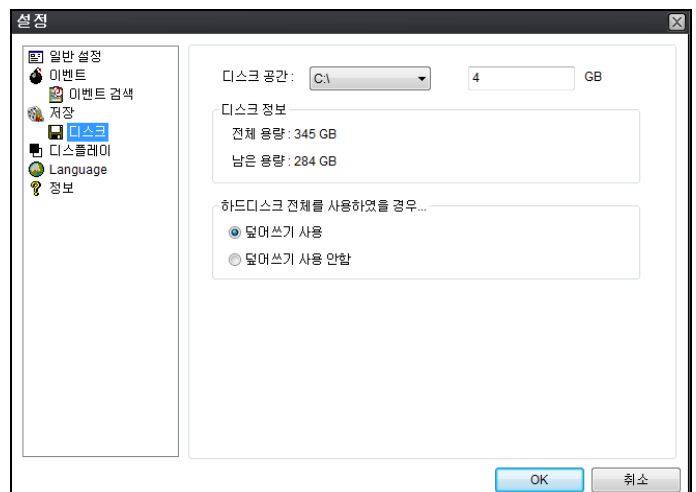 설정
일반 설정
이벤트
이벤트 검색
저장
디스크
디스플레이
Language
정보
디스크 공간 : C:\ 4 GB
디스크 정보
전체 용량 : 345 GB
남은 용량 : 284 GB
하드디스크 전체를 사용하였을 경우...
덮어쓰기 사용
덮어쓰기 사용 안함
OK 취소